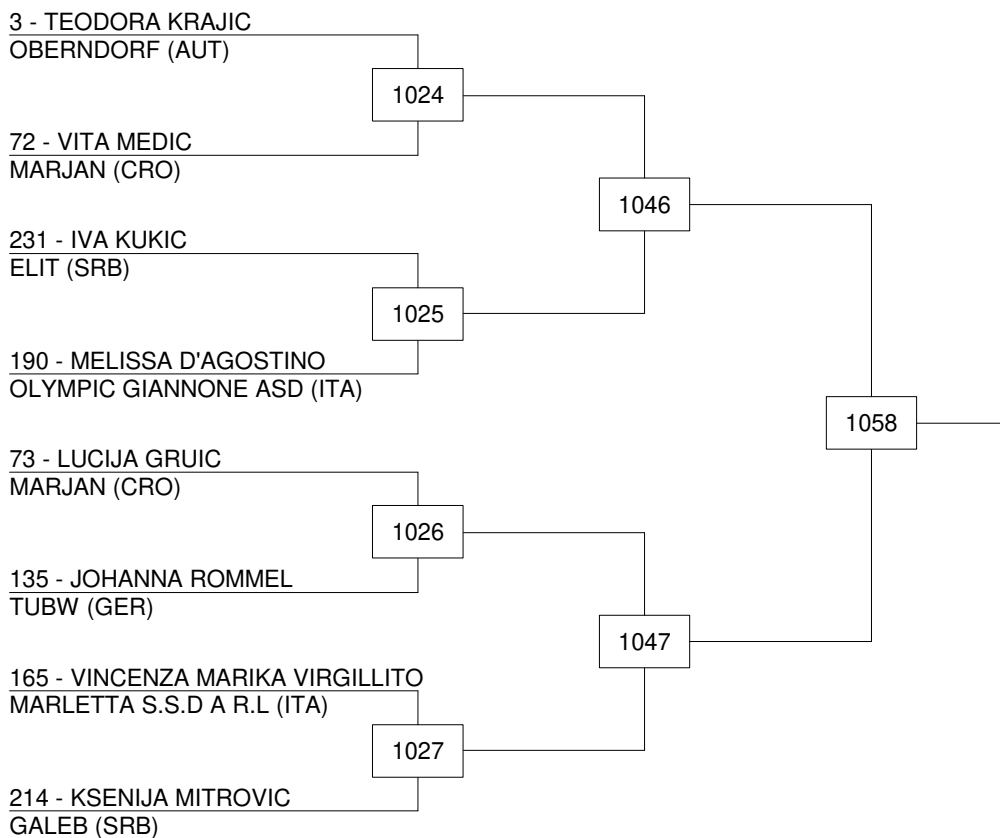 3 - TEODORA KRAJIC
OBERNDORF (AUT)
1024
72 - VITA MEDIC
MARJAN (CRO)
1046
231 - IVA KUKIC
ELIT (SRB)
1025
190 - MELISSA D'AGOSTINO
OLYMPIC GIANNONE ASD (ITA)
1058
73 - LUCIJA GRUIC
MARJAN (CRO)
1026
135 - JOHANNA ROMMEL
TUBW (GER)
1047
165 - VINCENZA MARIKA VIRGILLITO
MARLETTA S.S.D A R.L (ITA)
1027
214 - KSENIJA MITROVIC
GALEB (SRB)